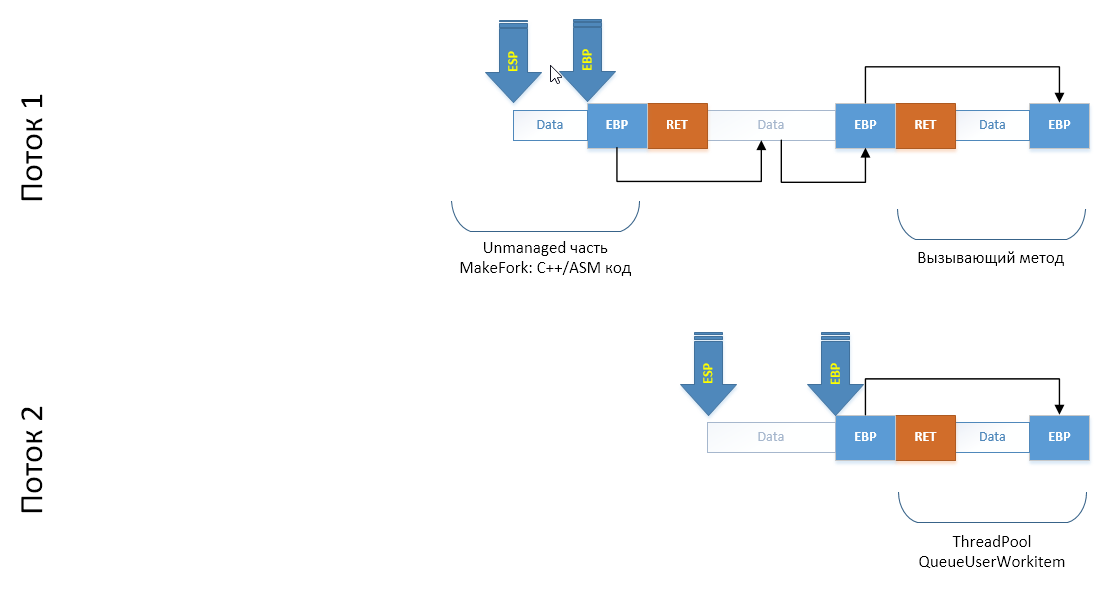 Поток 1
ESP
EBP
Data
EBP
RET
Data
EBP
RET
Data
EBP
Unmanaged часть
MakeFork: C++/ASM код
Вызывающий метод
Поток 2
ESP
EBP
Data
EBP
RET
Data
EBP
ThreadPool
QueueUserWorkitem